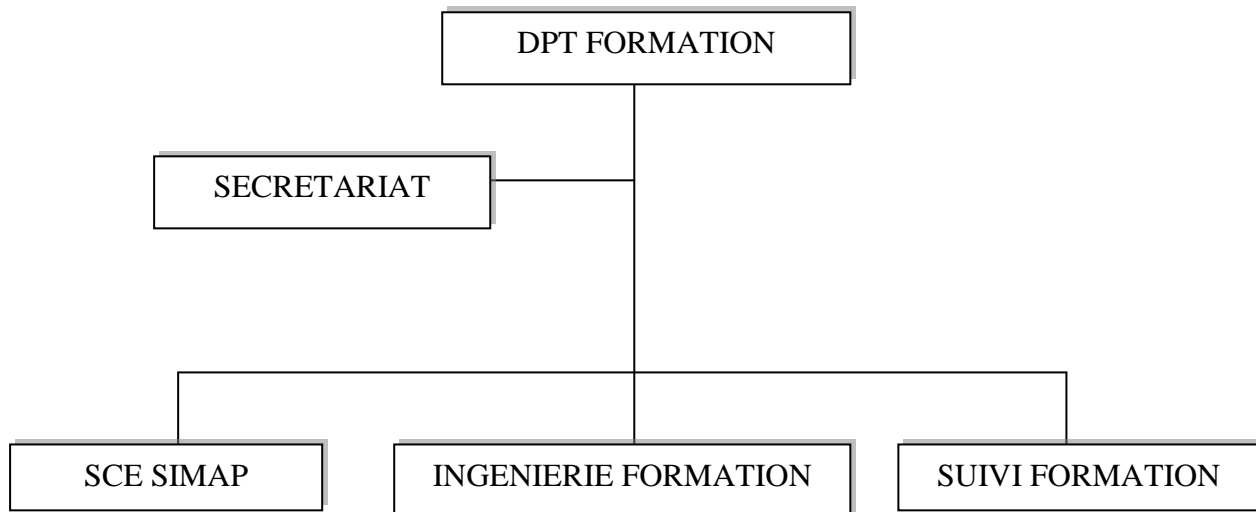 DPT FORMATION
SECRETARIAT
SCE SIMAP
INGENIERIE FORMATION
SUIVI FORMATION